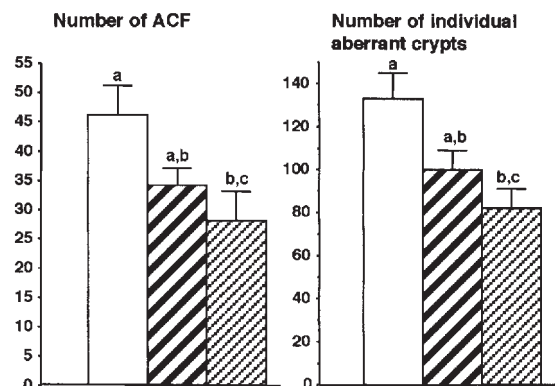 Number of ACF
55
50
45
40
35
30
25
20
15
10
5
0
a
a,b
b,c
Number of individual
aberrant crypts
140
120
100
80
60
40
20
0
a
a,b
b,c